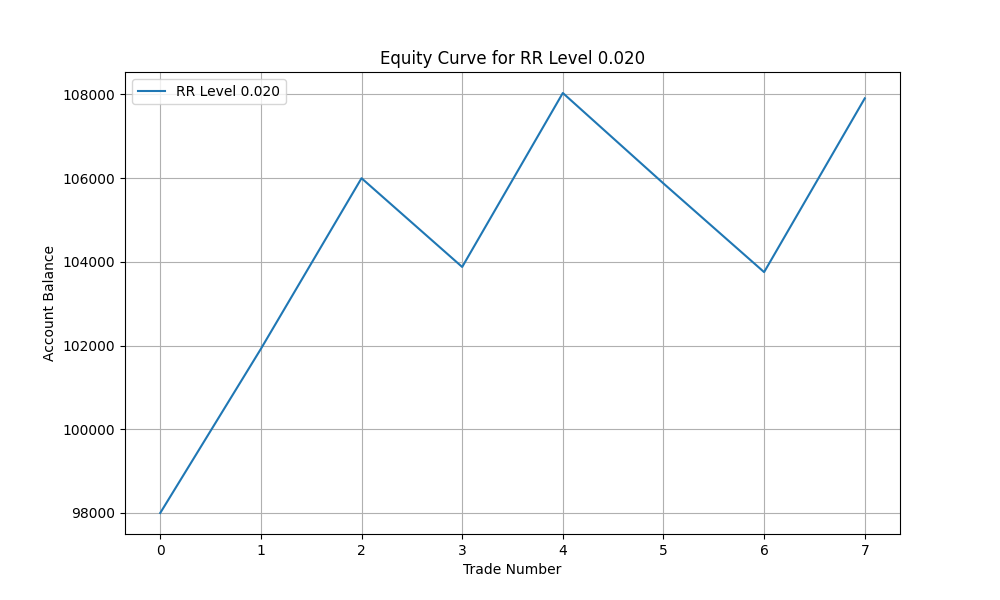 Equity Curve for RR Level 0.020
RR Level 0.020
108000
106000
104000
102000
100000
98000
Account Balance
0 1 2 3 4 5 6 7
Trade Number